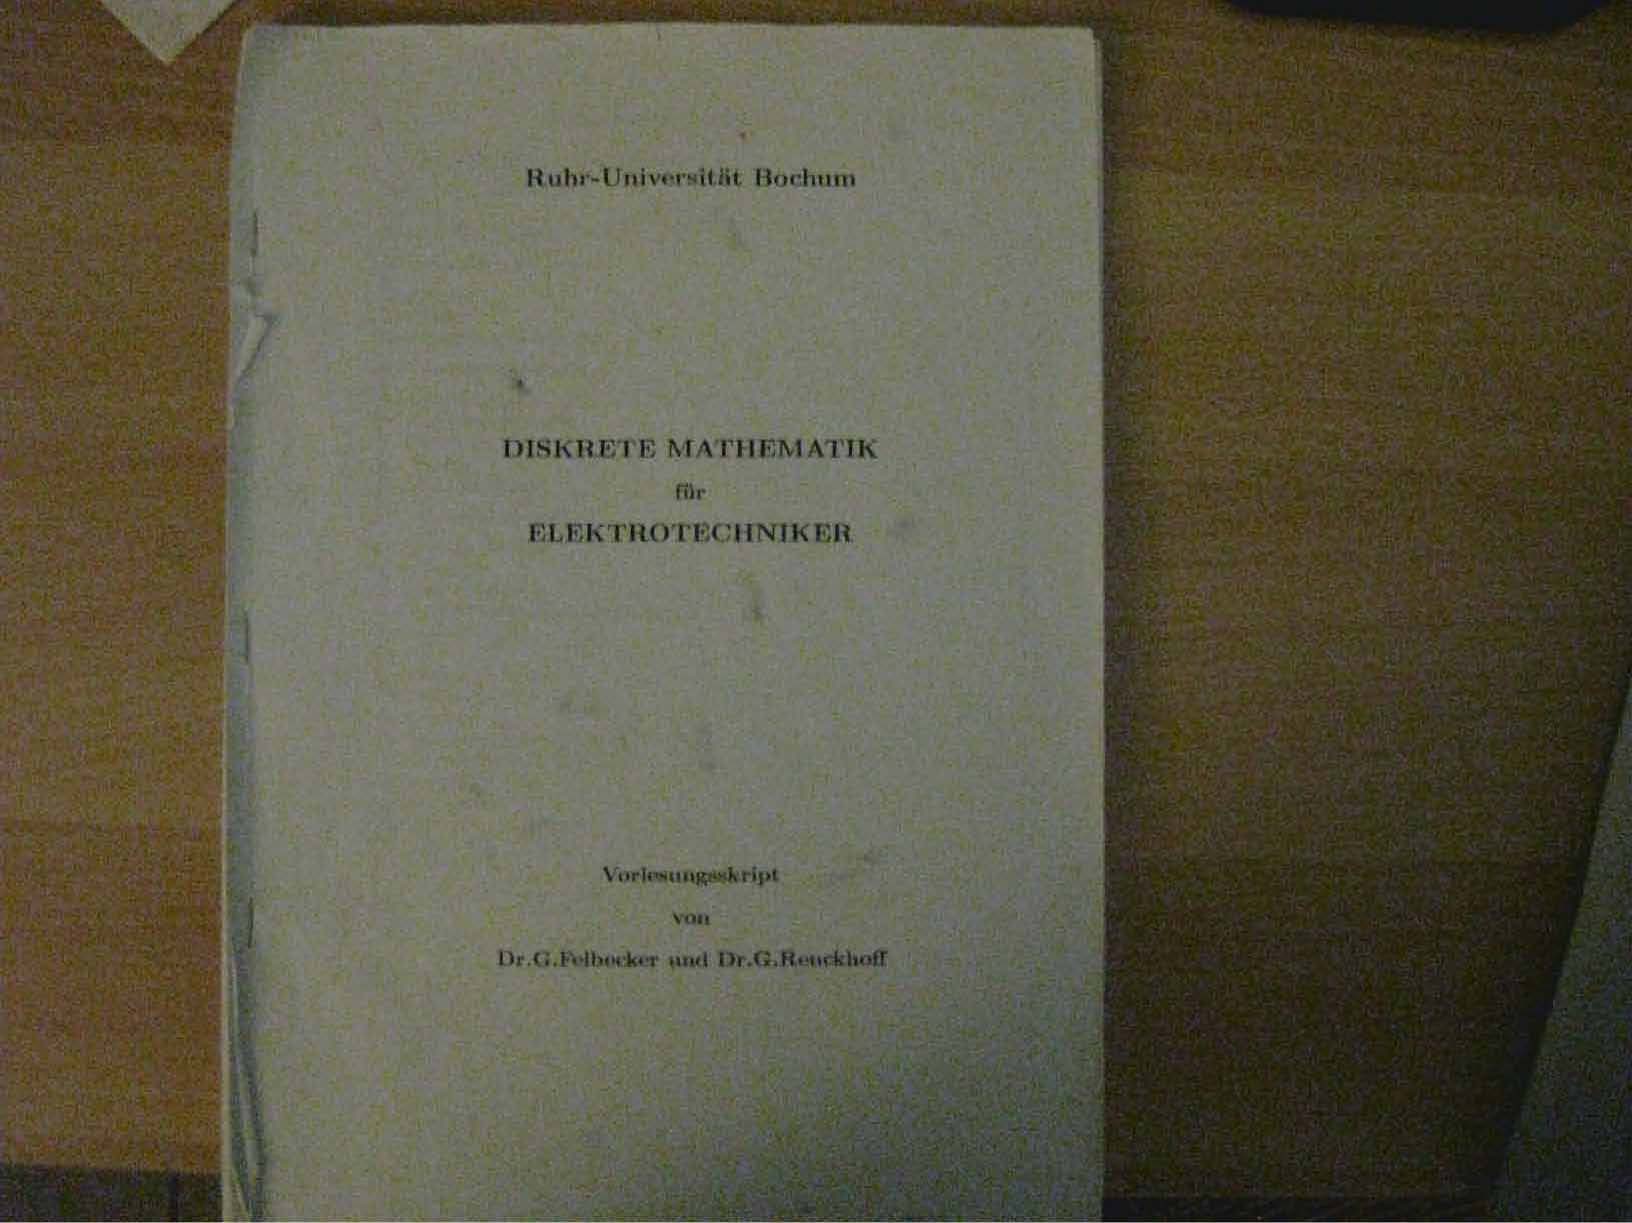 Ruhr-Universität Bochum
DISKRETE MATHEMATIK
für
ELEKTROTECHNIKER
Vorlesungsskript
von
Dr.G.Felbecker und Dr.G.Reuckhoff